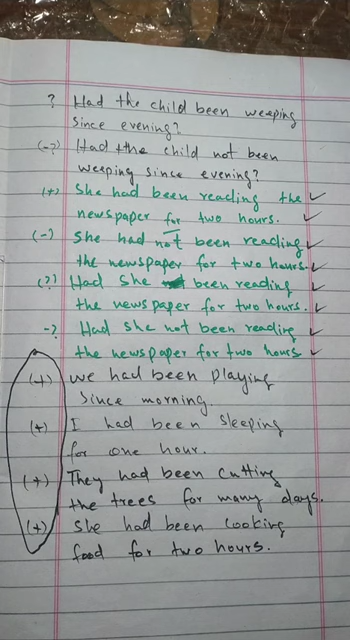 ? Had the child been weeping
since evening?
(-?) Had the child not been
weeping since evening?
(+) She had been reading the ✓
newspaper for two hours. ✓
(-) She had not been reading ✓
the newspaper for two hours. ✓
(?) Had she been reading ✓
the newspaper for two hours. ✓
-? Had she not been reading ✓
the newspaper for two hours ✓
(+) We had been playing
since morning.
(+) I had been sleeping
for one hour.
(+) They had been cutting
the trees for many days.
(+) She had been cooking
food for two hours.